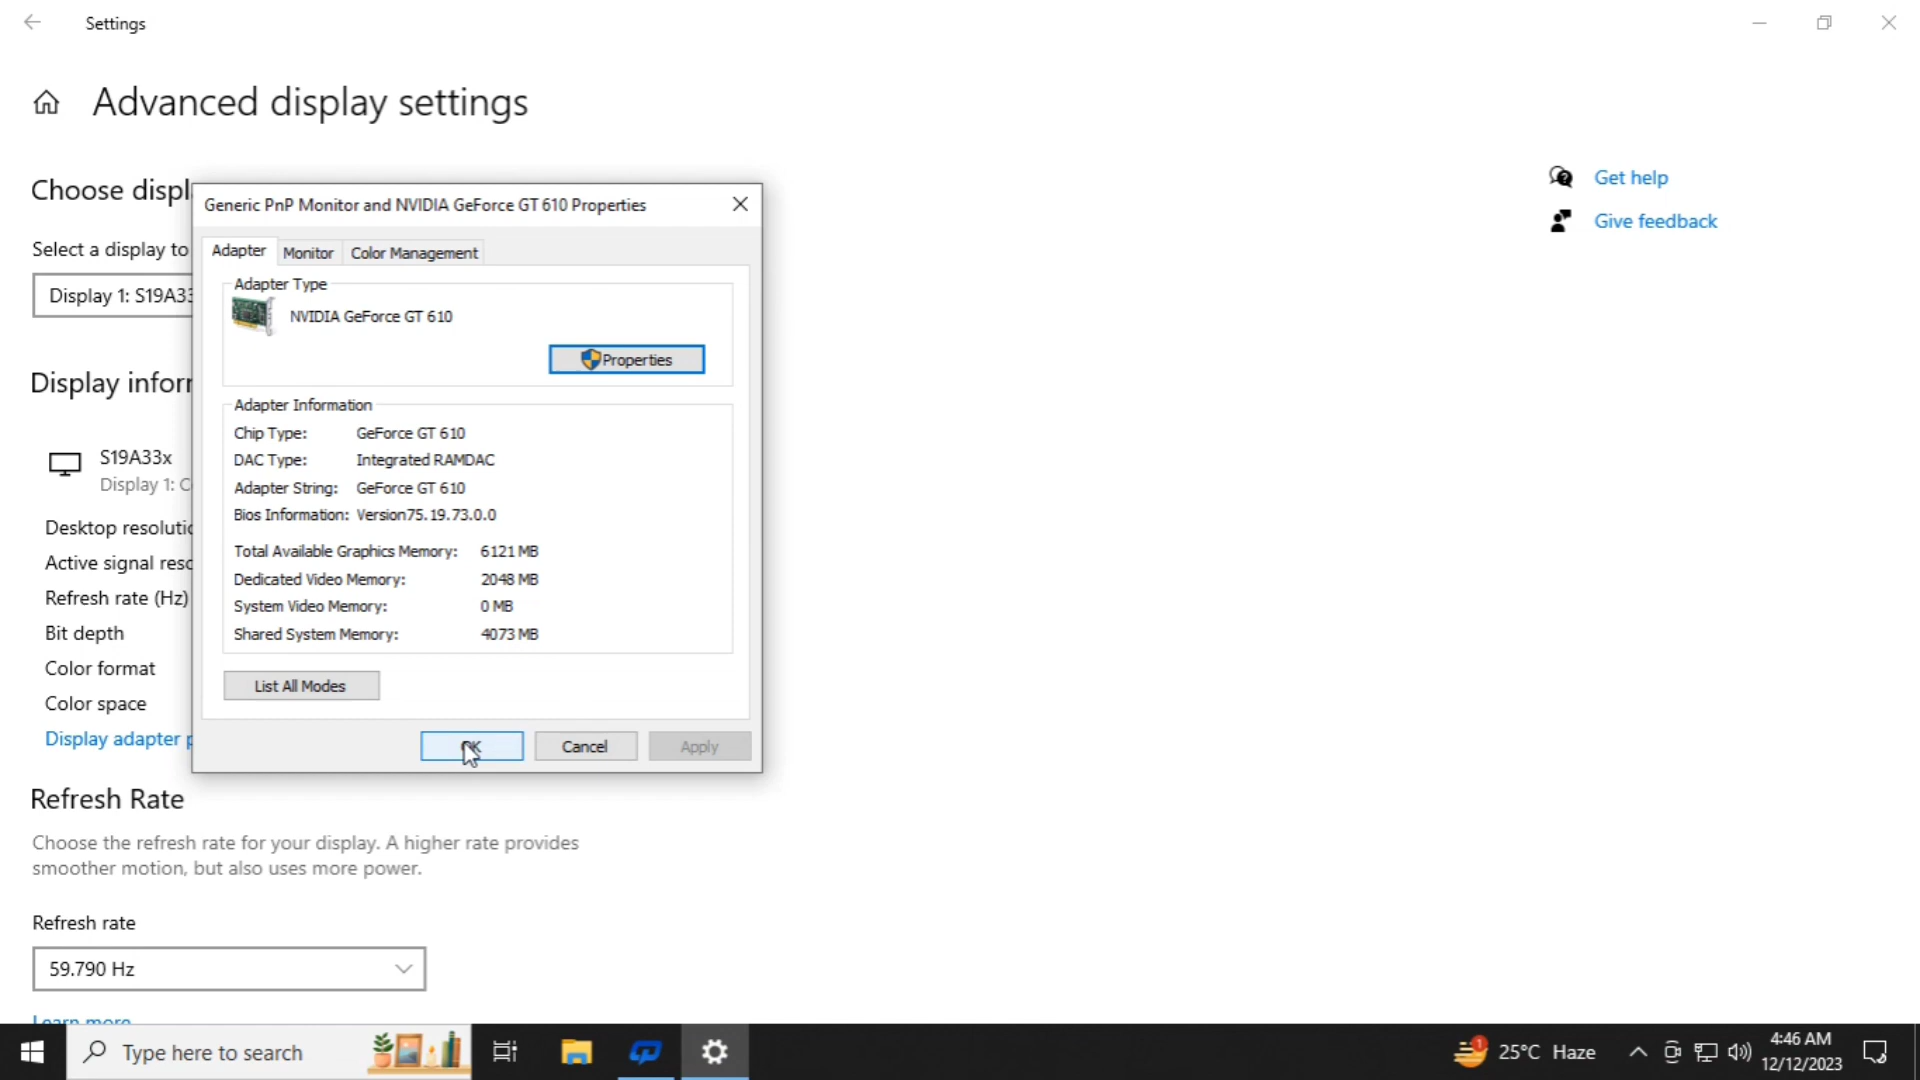 Settings
Advanced display settings
Choose displ
Select a display to
Display 1: S19A33
Display inforr
S19A33x
Display 1: C
Desktop resolutic
Active signal resc
Refresh rate (Hz)
Bit depth
Color format
Color space
Display adapter p
Generic PnP Monitor and NVIDIA GeForce GT 610 Properties
Adapter Monitor Color Management
Adapter Type
NVIDIA GeForce GT 610
Properties
Adapter Information
Chip Type: GeForce GT 610
DAC Type: Integrated RAMDAC
Adapter String: GeForce GT 610
Bios Information: Version75.19.73.0.0
Total Available Graphics Memory: 6121 MB
Dedicated Video Memory: 2048 MB
System Video Memory: 0 MB
Shared System Memory: 4073 MB
List All Modes
OK Cancel Apply
Refresh Rate
Choose the refresh rate for your display. A higher rate provides
smoother motion, but also uses more power.
Refresh rate
59.790 Hz
Learn more
Get help
Give feedback
Type here to search
1
25°C Haze
4:46 AM
12/12/2023